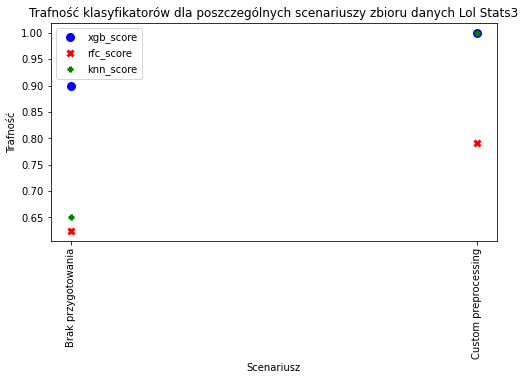 Trafność klasyfikatorów dla poszczególnych scenariuszy zbioru danych Lol Stats3
xgb_score
rfc_score
knn_score
Trafność
1.00
0.95
0.90
0.85
0.80
0.75
0.70
0.65
Brak przygotowania
Custom preprocessing
Scenariusz